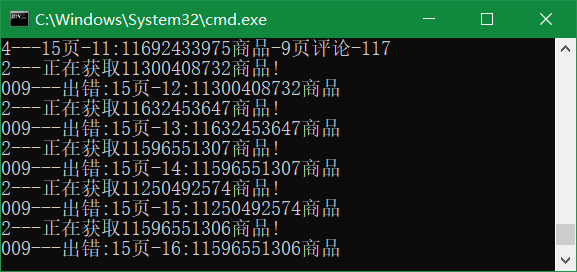 C:\Windows\System32\cmd.exe
4---15页-11:11692433975商品-9页评论-117
2---正在获取11300408732商品!
009---出错:15页-12:11300408732商品
2---正在获取11632453647商品!
009---出错:15页-13:11632453647商品
2---正在获取11596551307商品!
009---出错:15页-14:11596551307商品
2---正在获取11250492574商品!
009---出错:15页-15:11250492574商品
2---正在获取11596551306商品!
009---出错:15页-16:11596551306商品